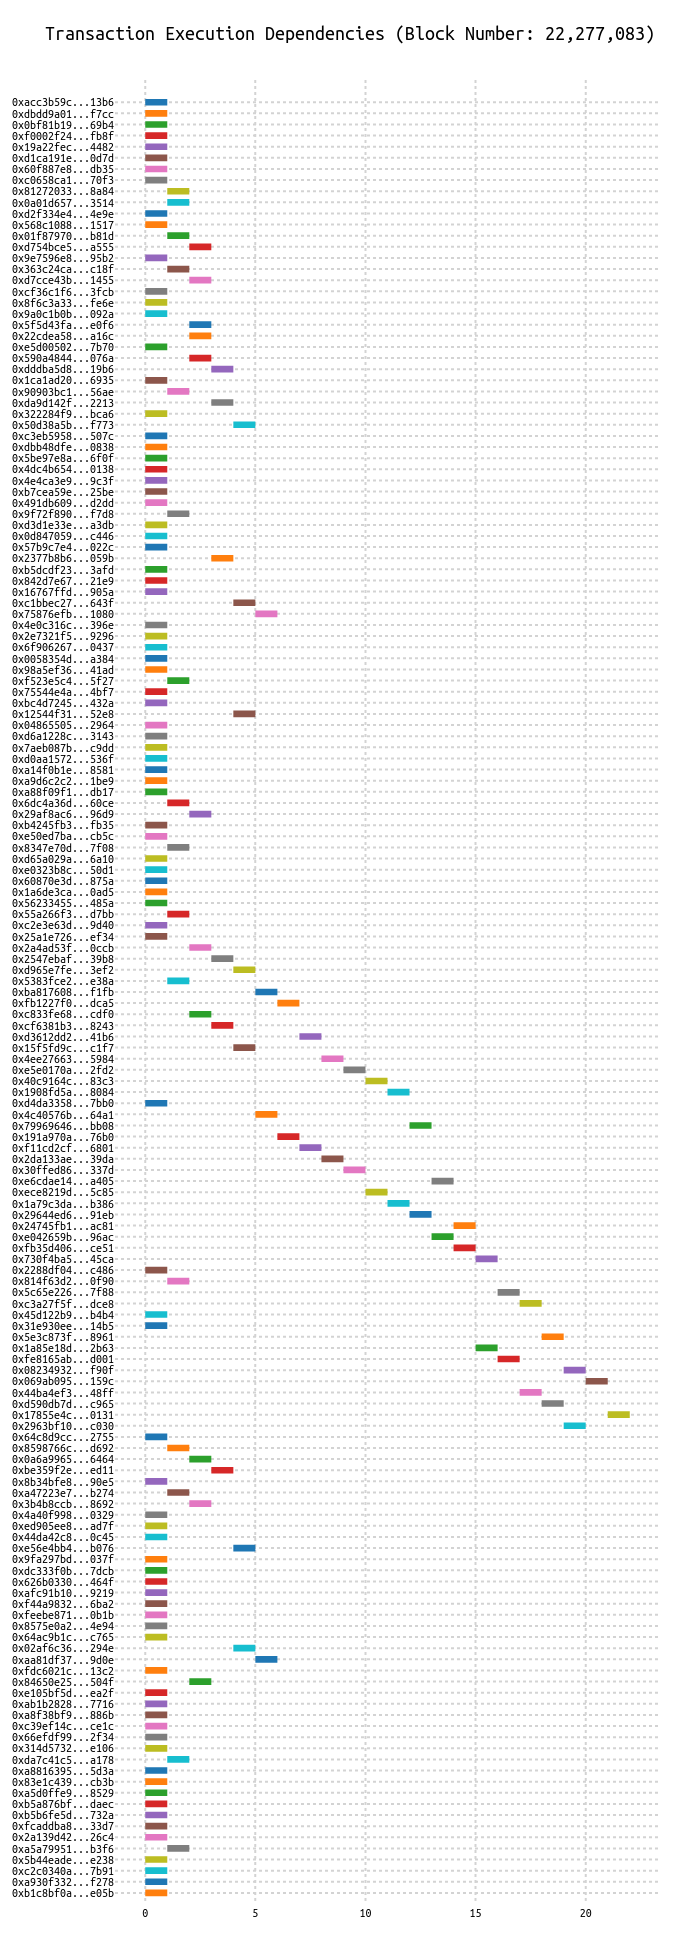 Transaction Execution Dependencies (Block Number: 22,277,083)
0xacc3b59c...13b6
0xdbdd9a01...f7cc
0x0bf81b19...69b4
0xf0002f24...fb8f
0x19a22fec...4482
0xd1ca191e...0d7d
0x60f887e8...db35
0xc0658ca1...70f3
0x81272033...8a84
0x0a01d657...3514
0xd2f334e4...4e9e
0x568c1088...1517
0x01f87970...b81d
0xd754bce5...a555
0x9e7596e8...95b2
0x363c24ca...c18f
0xd7cce43b...1455
0xcf36c1f6...3fcb
0x8f6c3a33...fe6e
0x9a0c1b0b...092a
0x5f5d43fa...e0f6
0x22cdea58...a16c
0xe5d00502...7b70
0x590a4844...076a
0xdddba5d8...19b6
0x1ca1ad20...6935
0x90903bc1...56ae
0xda9d142f...2213
0x322284f9...bca6
0x50d38a5b...f773
0xc3eb5958...507c
0xdbb48dfe...0838
0x5be97e8a...6f0f
0x4dc4b654...0138
0x4e4ca3e9...9c3f
0xb7cea59e...25be
0x491db609...d2dd
0x9f72f890...f7d8
0xd3d1e33e...a3db
0x0d847059...c446
0x57b9c7e4...022c
0x2377b8b6...059b
0xb5dcdf23...3afd
0x842d7e67...21e9
0x16767ffd...905a
0xc1bbec27...643f
0x75876efb...1080
0x4e0c316c...396e
0x2e7321f5...9296
0x6f906267...0437
0x0058354d...a384
0x98a5ef36...41ad
0xf523e5c4...5f27
0x75544e4a...4bf7
0xbc4d7245...432a
0x12544f31...52e8
0x04865505...2964
0xd6a1228c...3143
0x7aeb087b...c9dd
0xd0aa1572...536f
0xa14f0b1e...8581
0xa9d6c2c2...1be9
0xa88f09f1...db17
0x6dc4a36d...60ce
0x29af8ac6...96d9
0xb4245fb3...fb35
0xe50ed7ba...cb5c
0x8347e70d...7f08
0xd65a029a...6a10
0xe0323b8c...50d1
0x60870e3d...875a
0x1a6de3ca...0ad5
0x56233455...485a
0x55a266f3...d7bb
0xc2e3e63d...9d40
0x25a1e726...ef34
0x2a4ad53f...0ccb
0x2547ebaf...39b8
0xd965e7fe...3ef2
0x5383fce2...e38a
0xba817608...f1fb
0xfb1227f0...dca5
0xc833fe68...cdf0
0xcf6381b3...8243
0xd3612dd2...41b6
0x15f5fd9c...c1f7
0x4ee27663...5984
0xe5e0170a...2fd2
0x40c9164c...83c3
0x1908fd5a...8084
0xd4da3358...7bb0
0x4c40576b...64a1
0x79969646...bb08
0x191a970a...76b0
0xf11cd2cf...6801
0x2da133ae...39da
0x30ffed86...337d
0xe6cdae14...a405
0xece8219d...5c85
0x1a79c3da...b386
0x29644ed6...91eb
0x24745fb1...ac81
0xe042659b...96ac
0xfb35d406...ce51
0x730f4ba5...45ca
0x2288df04...c486
0x814f63d2...0f90
0x5c65e226...7f88
0xc3a27f5f...dce8
0x45d122b9...b4b4
0x31e930ee...14b5
0x5e3c873f...8961
0x1a85e18d...2b63
0xfe8165ab...d001
0x08234932...f90f
0x069ab095...159c
0x44ba4ef3...48ff
0xd590db7d...c965
0x17855e4c...0131
0x2963bf10...c030
0x64c8d9cc...2755
0x8598766c...d692
0x0a6a9965...6464
0xbe359f2e...ed11
0x8b34bfe8...90e5
0xa47223e7...b274
0x3b4b8ccb...8692
0x4a40f998...0329
0xed905ee8...ad7f
0x44da42c8...0c45
0xe56e4bb4...b076
0x9fa297bd...037f
0xdc333f0b...7dcb
0x626b0330...464f
0xafc91b10...9219
0xf44a9832...6ba2
0xfeebe871...0b1b
0x8575e0a2...4e94
0x64ac9b1c...c765
0x02af6c36...294e
0xaa81df37...9d0e
0xfdc6021c...13c2
0x84650e25...504f
0xe105bf5d...ea2f
0xab1b2828...7716
0xa8f38bf9...886b
0xc39ef14c...ce1c
0x66efdf99...2f34
0x314d5732...e106
0xda7c41c5...a178
0xa8816395...5d3a
0x83e1c439...cb3b
0xa5d0ffe9...8529
0xb5a876bf...daec
0xb5b6fe5d...732a
0xfcaddba8...33d7
0x2a139d42...26c4
0xa5a79951...b3f6
0x5b44eade...e238
0xc2c0340a...7b91
0xa930f332...f278
0xb1c8bf0a...e05b
0 5 10 15 20